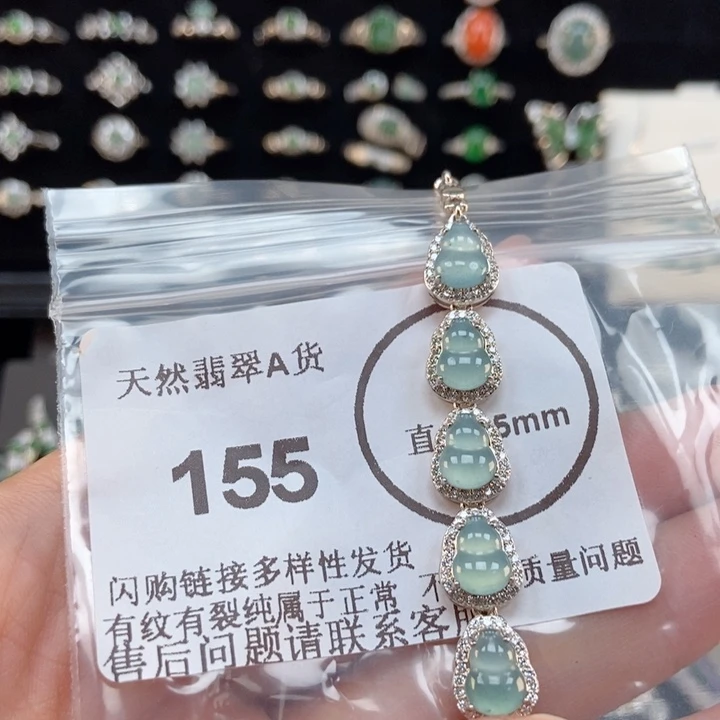 天然翡翠A货
155
直 5mm
闪购链接多样性发货
有纹有裂纯属于正常 不 质量问题
售后问题请联系客服